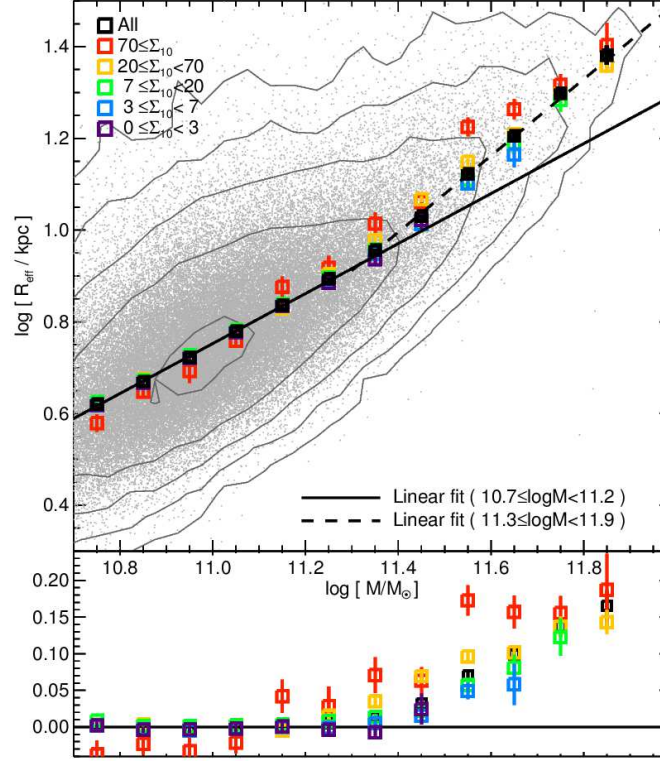 1.4
1.2
1.0
0.8
0.6
0.4
log [ R_eff / kpc ]
All
70≤Σ₁₀
20≤Σ₁₀<70
7 ≤Σ₁₀<20
3 ≤Σ₁₀< 7
0 ≤Σ₁₀< 3
Linear fit ( 10.7≤logM<11.2 )
Linear fit ( 11.3≤logM<11.9 )
10.8 11.0 11.2 11.4 11.6 11.8
log [ M/M☉ ]
0.20
0.15
0.10
0.05
0.00